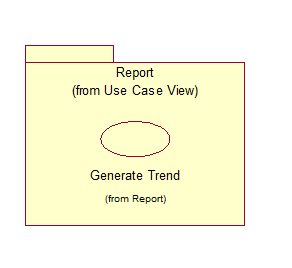 Report
(from Use Case View)
Generate Trend
(from Report)